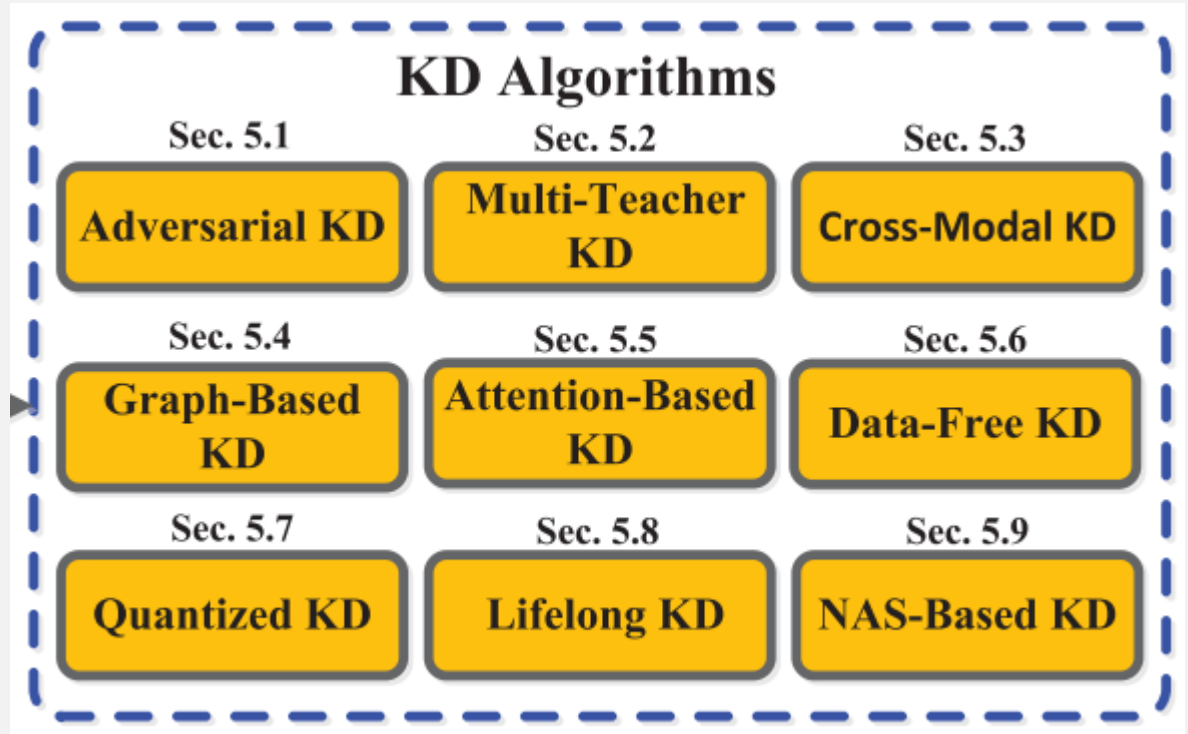 KD Algorithms
Sec. 5.1
Adversarial KD
Sec. 5.2
Multi-Teacher
KD
Sec. 5.3
Cross-Modal KD
Sec. 5.4
Graph-Based
KD
Sec. 5.5
Attention-Based
KD
Sec. 5.6
Data-Free KD
Sec. 5.7
Quantized KD
Sec. 5.8
Lifelong KD
Sec. 5.9
NAS-Based KD